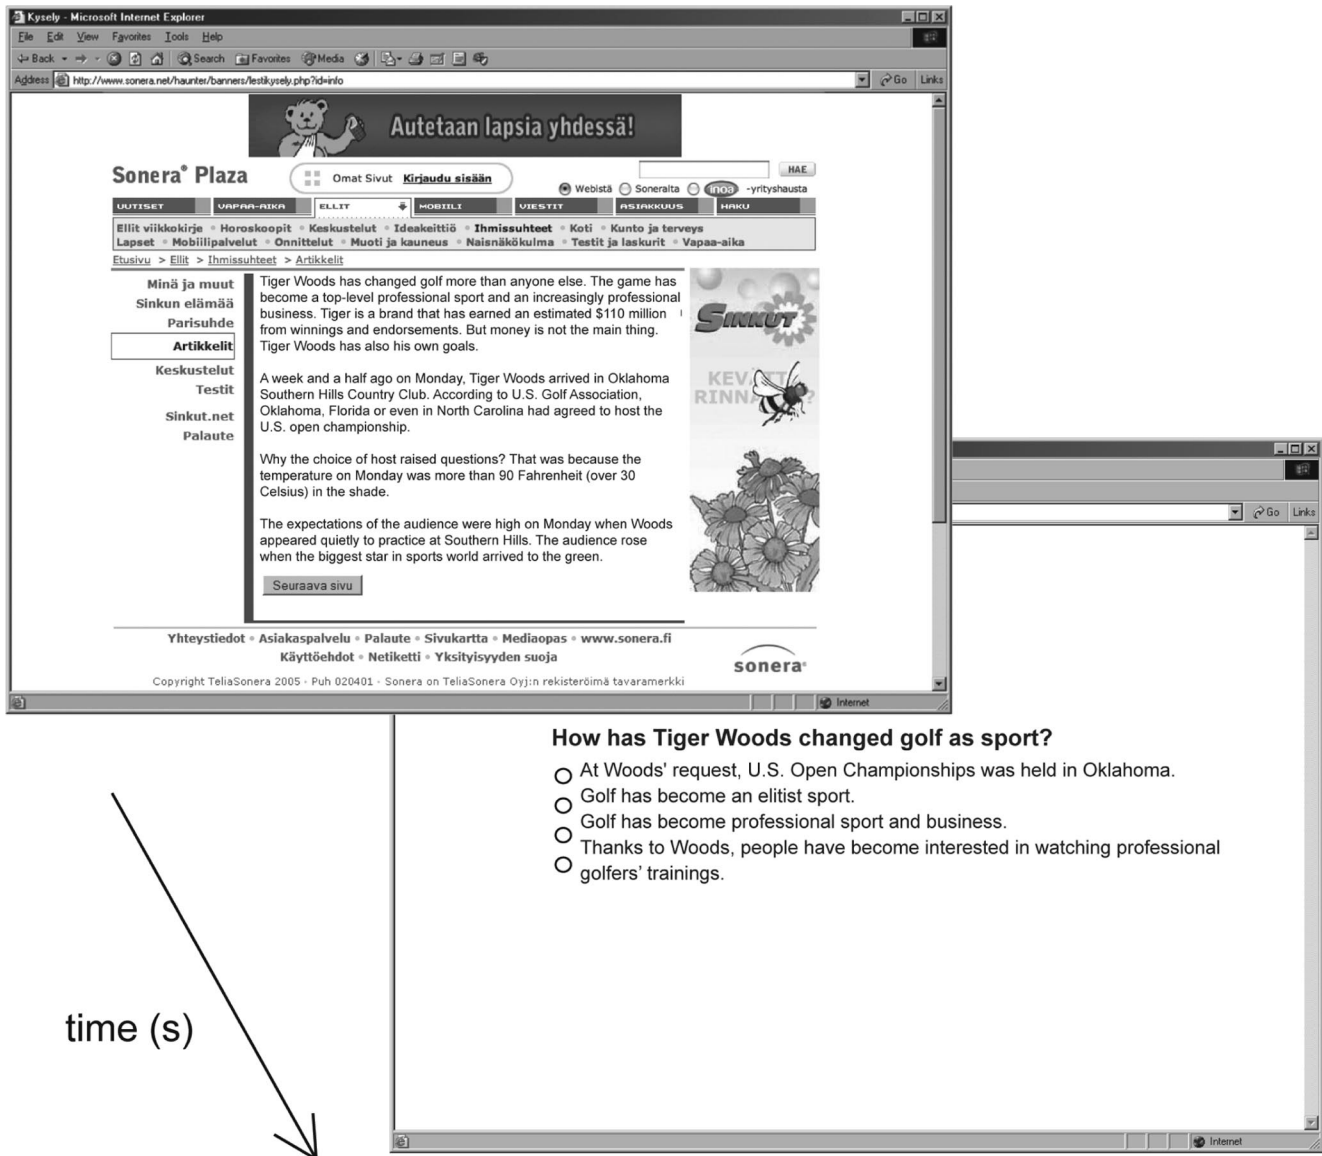 Kysely - Microsoft Internet Explorer
File Edit View Favorites Tools Help
Back Search Favorites Media
Address http://www.sonera.net/haunter/banners/lestikysely.php?id=info Go Links
Autetaan lapsia yhdessä!
Sonera® Plaza
Omat Sivut Kirjaudu sisään
HAE
Webistä Soneralta inoa -yrityshausta
UUTISET VAPAA-AIKA ELLIT MOBIILI VIESTIT ASIAKKUUS HAKU
Ellit viikkokirje • Horoskoopit • Keskustelut • Ideakeittiö • Ihmissuhteet • Koti • Kunto ja terveys
Lapset • Mobiilipalvelut • Onnittelut • Muoti ja kauneus • Naisnäkökulma • Testit ja laskurit • Vapaa-aika
Etusivu > Ellit > Ihmissuhteet > Artikkelit
Minä ja muut
Sinkun elämää
Parisuhde
Artikkelit
Keskustelut
Testit
Sinkut.net
Palaute
Tiger Woods has changed golf more than anyone else. The game has
become a top-level professional sport and an increasingly professional
business. Tiger is a brand that has earned an estimated $110 million
from winnings and endorsements. But money is not the main thing.
Tiger Woods has also his own goals.
A week and a half ago on Monday, Tiger Woods arrived in Oklahoma
Southern Hills Country Club. According to U.S. Golf Association,
Oklahoma, Florida or even in North Carolina had agreed to host the
U.S. open championship.
Why the choice of host raised questions? That was because the
temperature on Monday was more than 90 Fahrenheit (over 30
Celsius) in the shade.
The expectations of the audience were high on Monday when Woods
appeared quietly to practice at Southern Hills. The audience rose
when the biggest star in sports world arrived to the green.
Seuraava sivu
SINKUT
Yhteystiedot • Asiakaspalvelu • Palaute • Sivukartta • Mediaopas • www.sonera.fi
Käyttöehdot • Netiketti • Yksityisyyden suoja
sonera®
Copyright TeliaSonera 2005 - Puh 020401 - Sonera on TeliaSonera Oyj:n rekisteröimä tavaramerkki
Internet
Go Links
How has Tiger Woods changed golf as sport?
At Woods' request, U.S. Open Championships was held in Oklahoma.
Golf has become an elitist sport.
Golf has become professional sport and business.
Thanks to Woods, people have become interested in watching professional
golfers' trainings.
Internet
time (s)